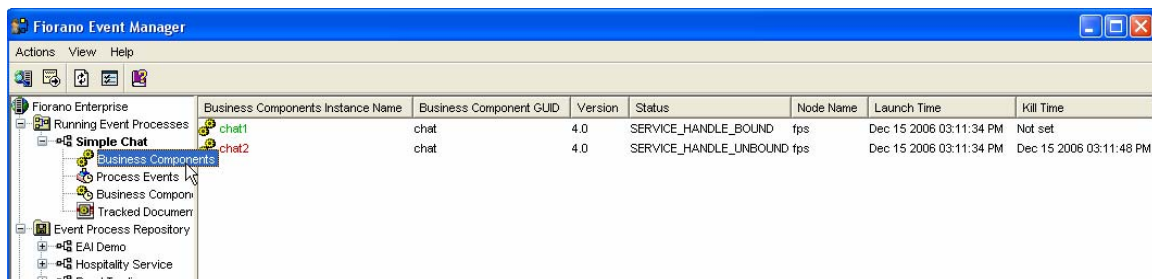 Fiorano Event Manager
Actions View Help
Fiorano Enterprise
Running Event Processes
Simple Chat
Business Components
Process Events
Business Compon
Tracked Documen
Event Process Repository
EAI Demo
Hospitality Service
Business Components Instance Name Business Component GUID Version Status Node Name Launch Time Kill Time
chat1 chat 4.0 SERVICE_HANDLE_BOUND fps Dec 15 2006 03:11:34 PM Not set
chat2 chat 4.0 SERVICE_HANDLE_UNBOUND fps Dec 15 2006 03:11:34 PM Dec 15 2006 03:11:48 PM